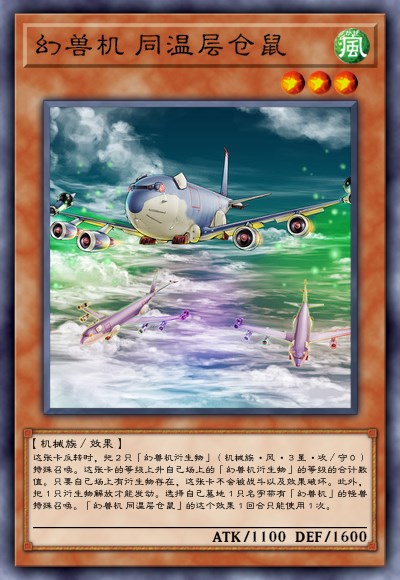 幻兽机 同温层仓鼠
風
【机械族／效果】
这张卡反转时，把2只「幻兽机衍生物」（机械族·风·3星·攻／守0）
特殊召唤。这张卡的等级上升自己场上的「幻兽机衍生物」的等级的合计数
值。只要自己场上有衍生物存在，这张卡不会被战斗以及效果破坏。此外，
把1只衍生物解放才能发动。选择自己墓地1只名字带有「幻兽机」的怪兽
特殊召唤。「幻兽机 同温层仓鼠」的这个效果1回合只能使用1次。
ATK/1100 DEF/1600